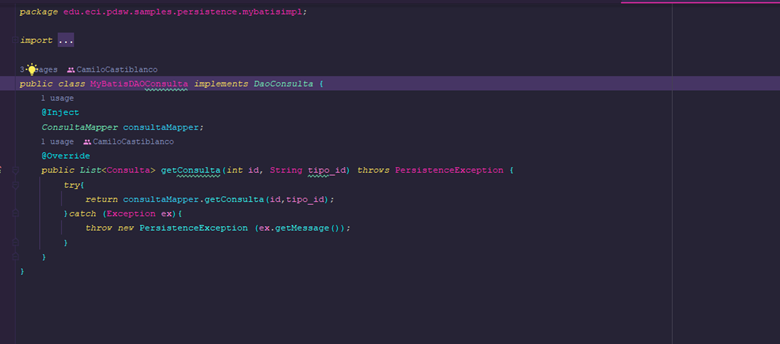 package edu.eci.pdsw.samples.persistence.mybatisimpl;
import ...
3 usages CamiloCastiblanco
public class MyBatisDAOConsulta implements DaoConsulta {
1 usage
@Inject
ConsultaMapper consultaMapper;
1 usage CamiloCastiblanco
@Override
public List<Consulta> getConsulta(int id, String tipo_id) throws PersistenceException {
try{
return consultaMapper.getConsulta(id,tipo_id);
}catch (Exception ex){
throw new PersistenceException (ex.getMessage());
}
}
}